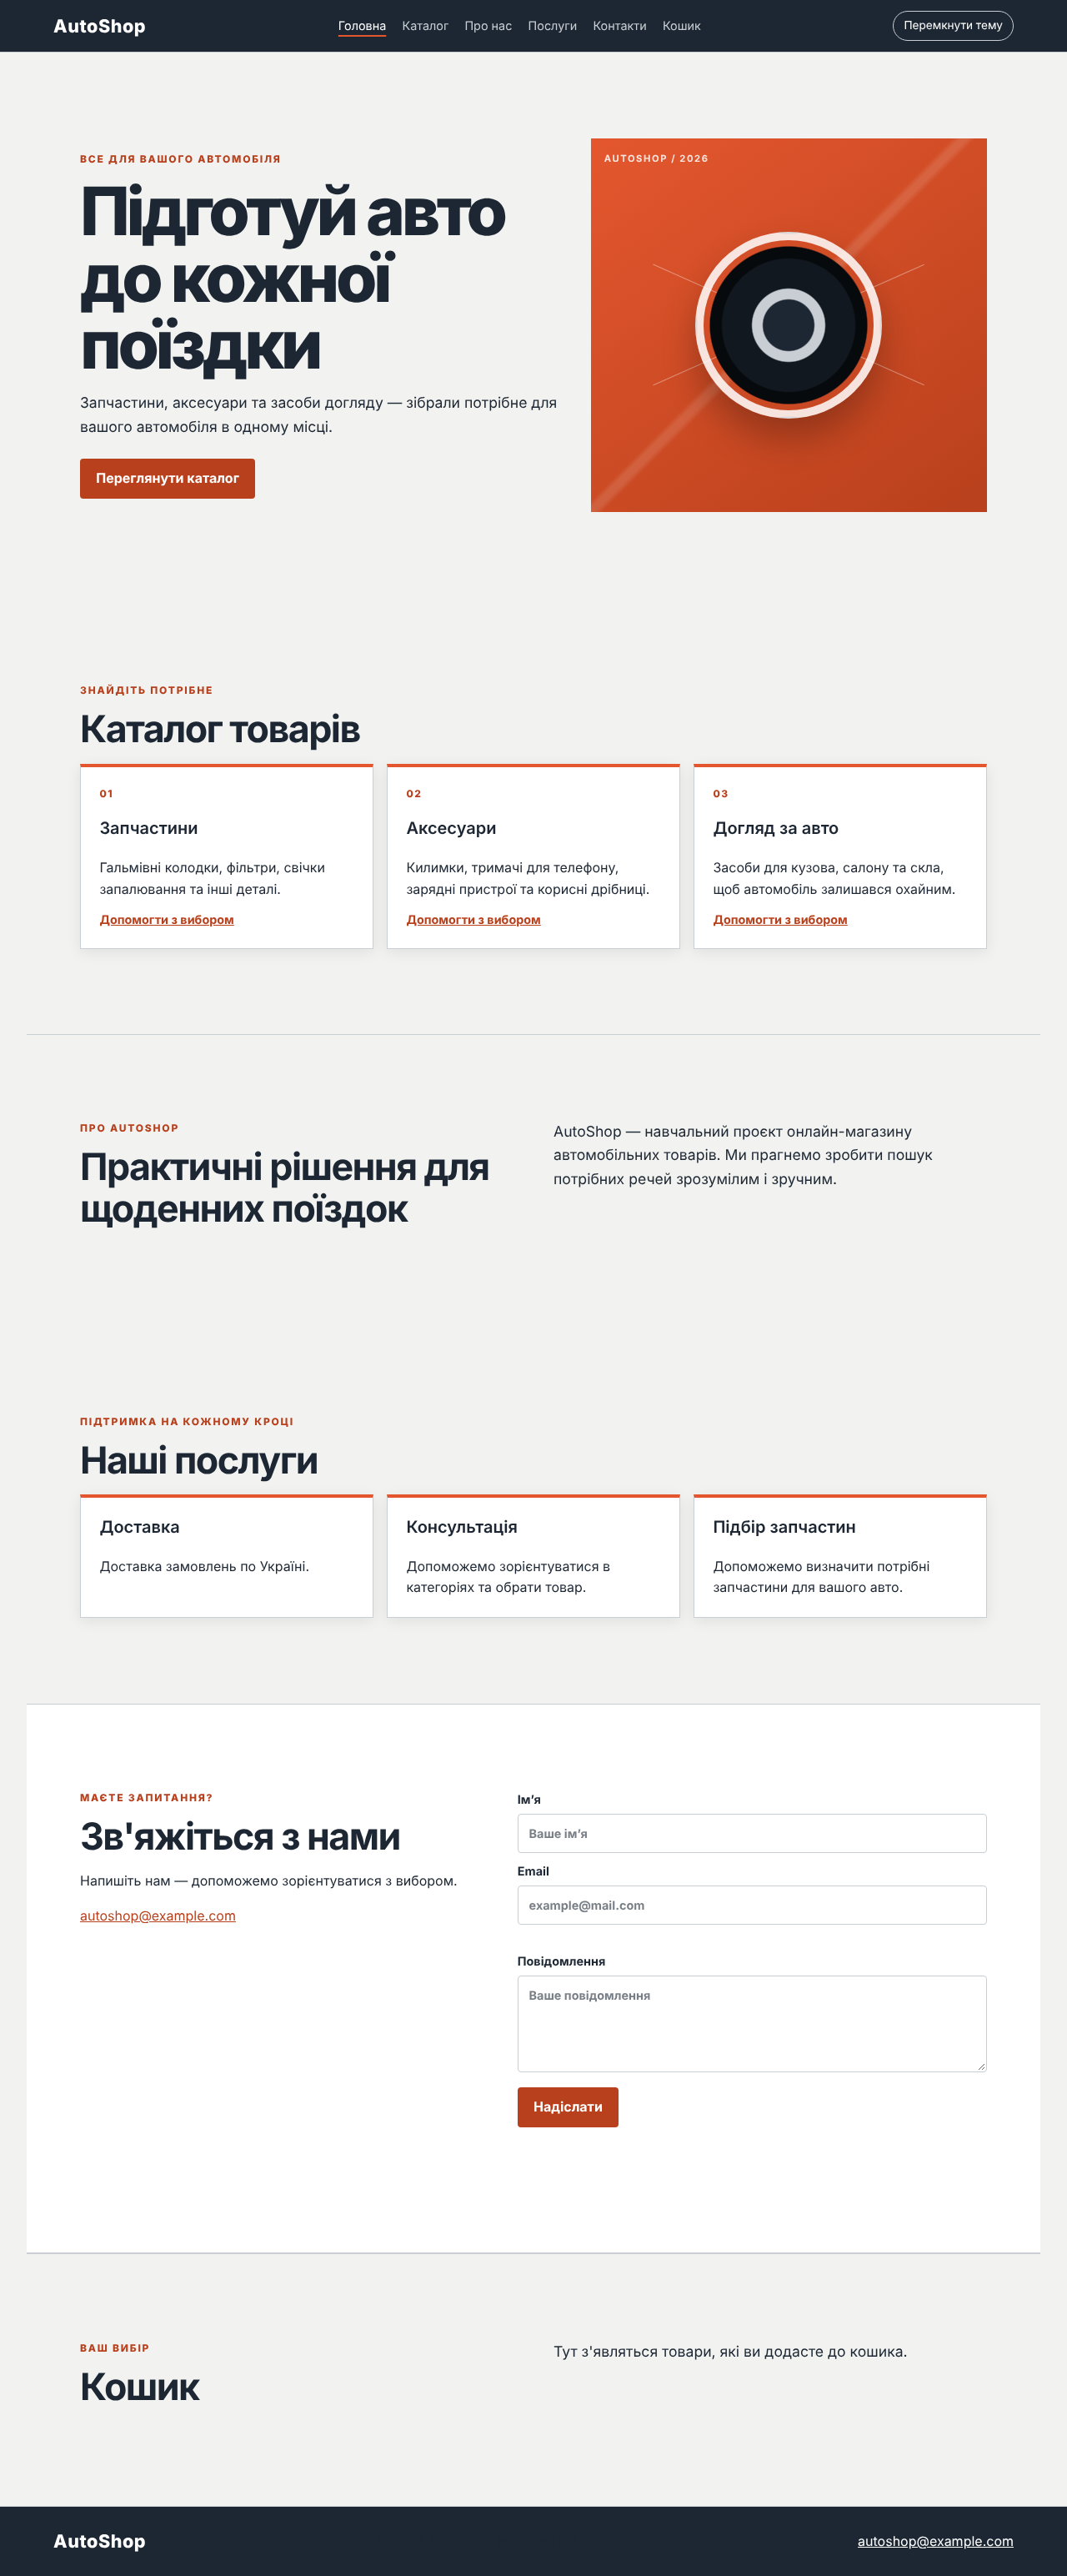 AutoShop
Головна Каталог Про нас Послуги Контакти Кошик
Перемкнути тему
ВСЕ ДЛЯ ВАШОГО АВТОМОБІЛЯ
Підготуй авто
до кожної
поїздки
Запчастини, аксесуари та засоби догляду — зібрали потрібне для
вашого автомобіля в одному місці.
Переглянути каталог
AUTOSHOP / 2026
ЗНАЙДІТЬ ПОТРІБНЕ
Каталог товарів
01
Запчастини
Гальмівні колодки, фільтри, свічки
запалювання та інші деталі.
Допомогти з вибором
02
Аксесуари
Килимки, тримачі для телефону,
зарядні пристрої та корисні дрібниці.
Допомогти з вибором
03
Догляд за авто
Засоби для кузова, салону та скла,
щоб автомобіль залишався охайним.
Допомогти з вибором
ПРО AUTOSHOP
Практичні рішення для
щоденних поїздок
AutoShop — навчальний проєкт онлайн-магазину
автомобільних товарів. Ми прагнемо зробити пошук
потрібних речей зрозумілим і зручним.
ПІДТРИМКА НА КОЖНОМУ КРОЦІ
Наші послуги
Доставка
Доставка замовлень по Україні.
Консультація
Допоможемо зорієнтуватися в
категоріях та обрати товар.
Підбір запчастин
Допоможемо визначити потрібні
запчастини для вашого авто.
МАЄТЕ ЗАПИТАННЯ?
Зв'яжіться з нами
Напишіть нам — допоможемо зорієнтуватися з вибором.
autoshop@example.com
Ім’я
Ваше ім’я
Email
example@mail.com
Повідомлення
Ваше повідомлення
Надіслати
ВАШ ВИБІР
Кошик
Тут з'являться товари, які ви додасте до кошика.
AutoShop
autoshop@example.com